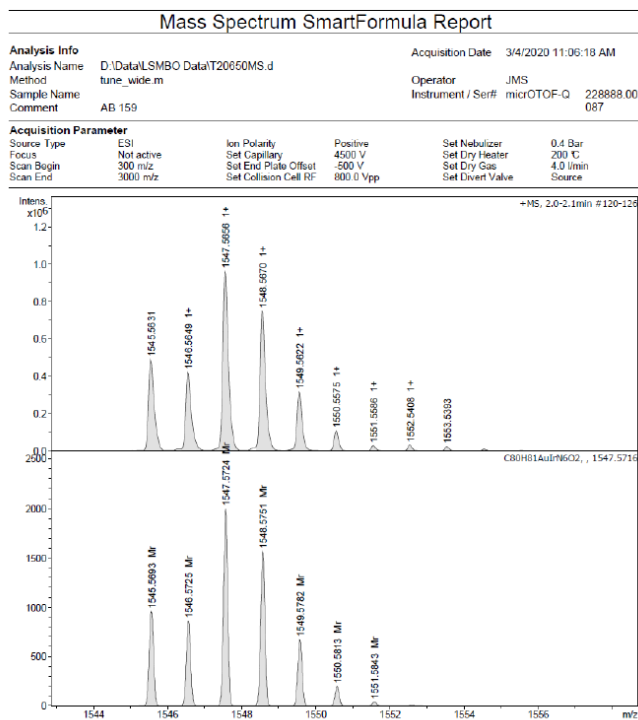 Mass Spectrum SmartFormula Report
Analysis Info Acquisition Date 3/4/2020 11:06:18 AM
Analysis Name D:\Data\LSMBO Data\T20650MS.d
Method tune_wide.m Operator JMS
Sample Name Instrument / Ser# micrOTOF-Q 228888.00
Comment AB 159 087
Acquisition Parameter
Source Type ESI Ion Polarity Positive Set Nebulizer 0.4 Bar
Focus Not active Set Capillary 4500 V Set Dry Heater 200 °C
Scan Begin 300 m/z Set End Plate Offset -500 V Set Dry Gas 4.0 l/min
Scan End 3000 m/z Set Collision Cell RF 800.0 Vpp Set Divert Valve Source
Intens.
x10⁶
+MS, 2.0-2.1min #120-126
1.2
1.0
0.8
0.6
0.4
0.2
0.0
1545.5631
1546.5649 1+
1547.5656 1+
1548.5670 1+
1549.5622 1+
1550.5575 1+
1551.5586 1+
1552.5408 1+
1553.5393
C80H81AuIrN6O2, , 1547.5716
2500
2000
1500
1000
500
0
1545.5693 Mr
1546.5725 Mr
1547.5724 Mr
1548.5751 Mr
1549.5782 Mr
1550.5813 Mr
1551.5843 Mr
1544 1546 1548 1550 1552 1554 1556 m/z